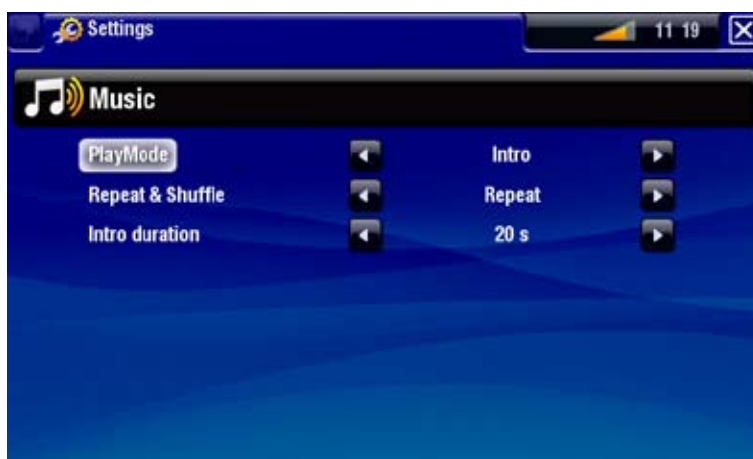 Settings 11 19
Music
PlayMode Intro
Repeat & Shuffle Repeat
Intro duration 20 s